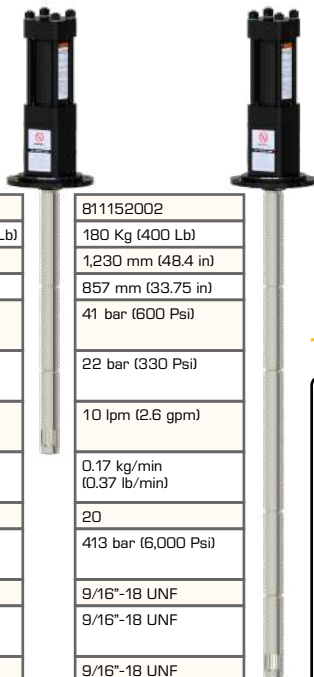 811152002
Lb)
180 Kg (400 Lb)
1,230 mm (48.4 in)
857 mm (33.75 in)
41 bar (600 Psi)
22 bar (330 Psi)
10 lpm (2.6 gpm)
0.17 kg/min
(0.37 lb/min)
20
413 bar (6,000 Psi)
9/16"-18 UNF
9/16"-18 UNF
9/16"-18 UNF